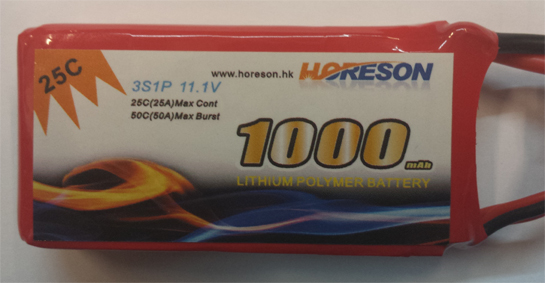 25C
www.horeson.hk HORESON
3S1P 11.1V
25C(25A)Max Cont
50C(50A)Max Burst
1000 mAh
LITHIUM POLYMER BATTERY